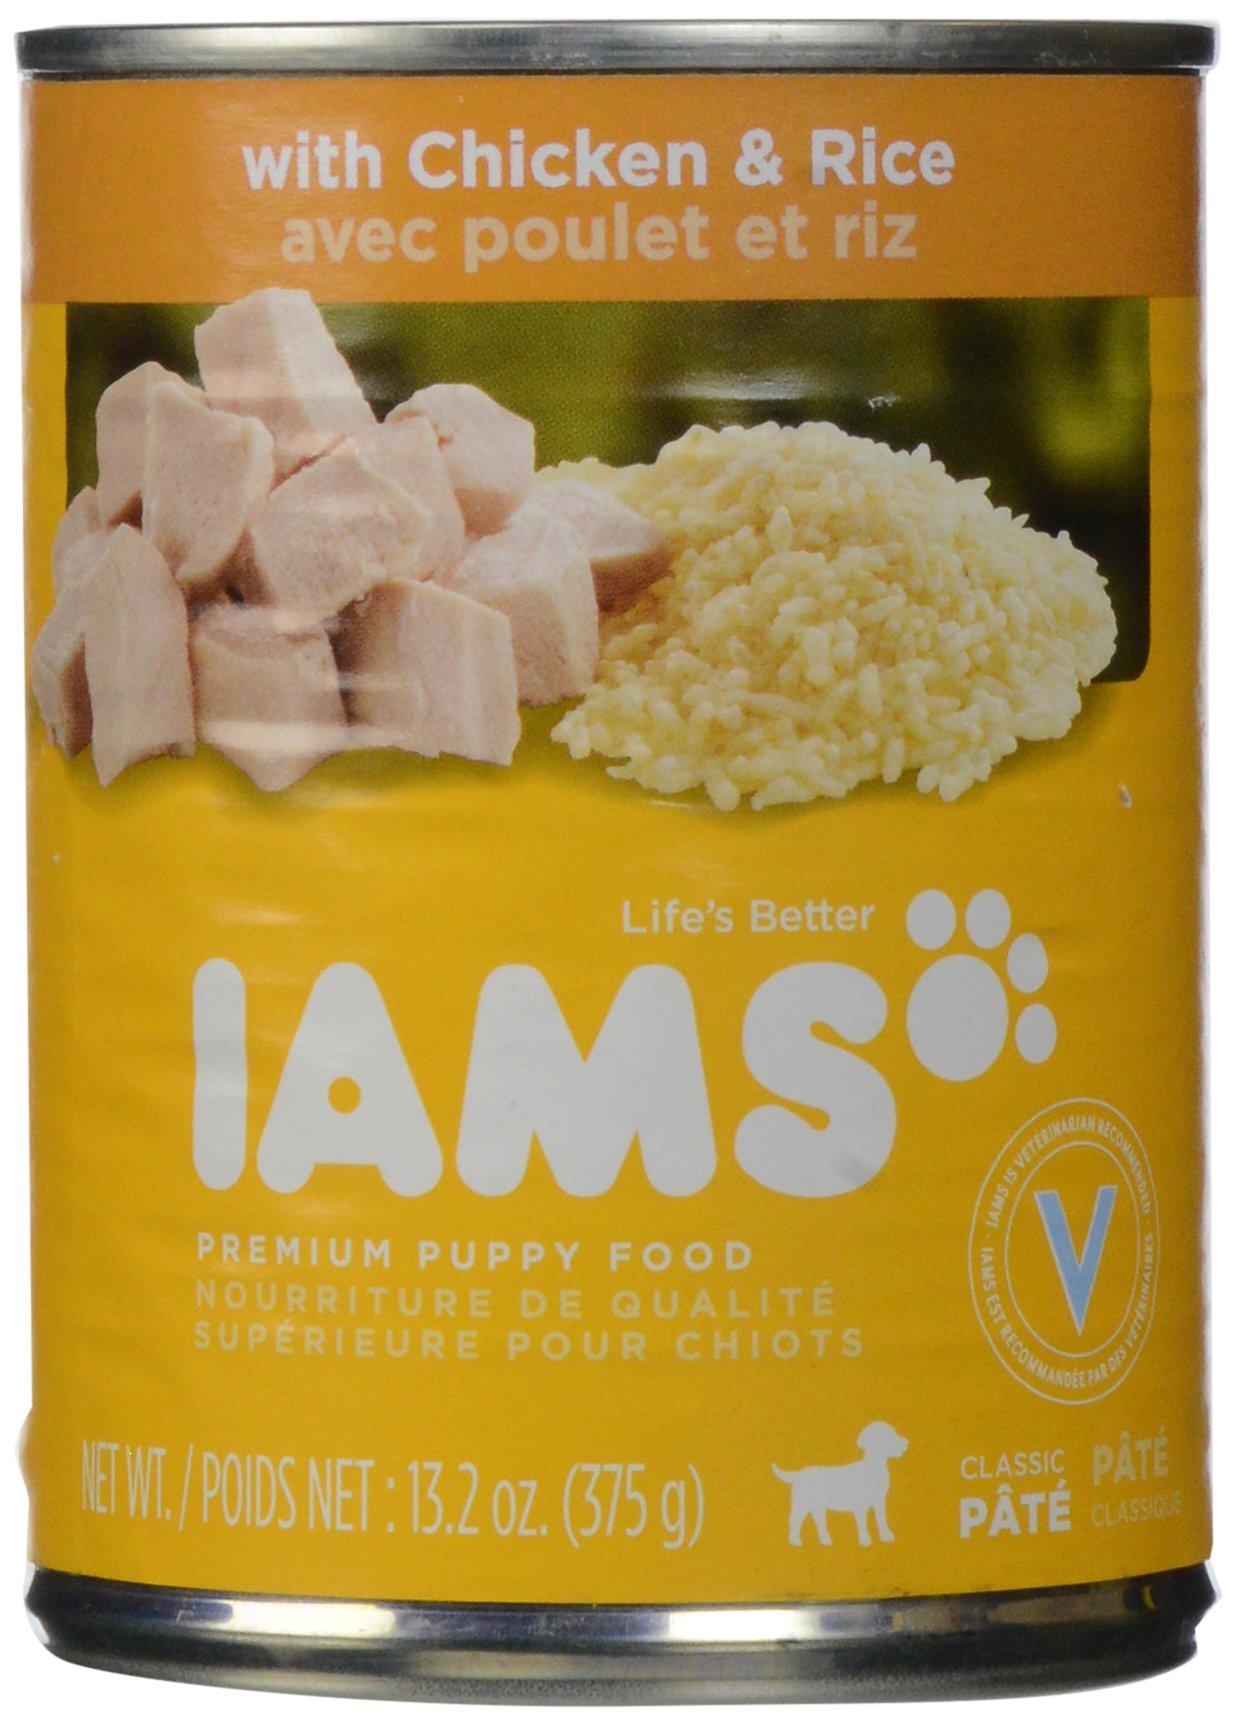 with Chicken & Rice
avec poulet et riz
Life's Better
IAMS
PREMIUM PUPPY FOOD
NOURRITURE DE QUALITÉ
SUPÉRIEURE POUR CHIOTS
· IAMS IS VETERINARIAN RECOMMENDED ·
IAMS EST RECOMMANDÉE PAR DES VÉTÉRINAIRES
V
NET WT. / POIDS NET : 13.2 oz. (375 g)
CLASSIC
PÂTÉ
PÂTÉ
CLASSIQUE